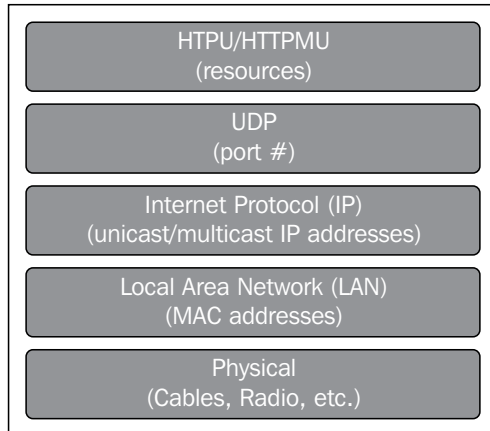 HTPU/HTTPMU
(resources)
UDP
(port #)
Internet Protocol (IP)
(unicast/multicast IP addresses)
Local Area Network (LAN)
(MAC addresses)
Physical
(Cables, Radio, etc.)